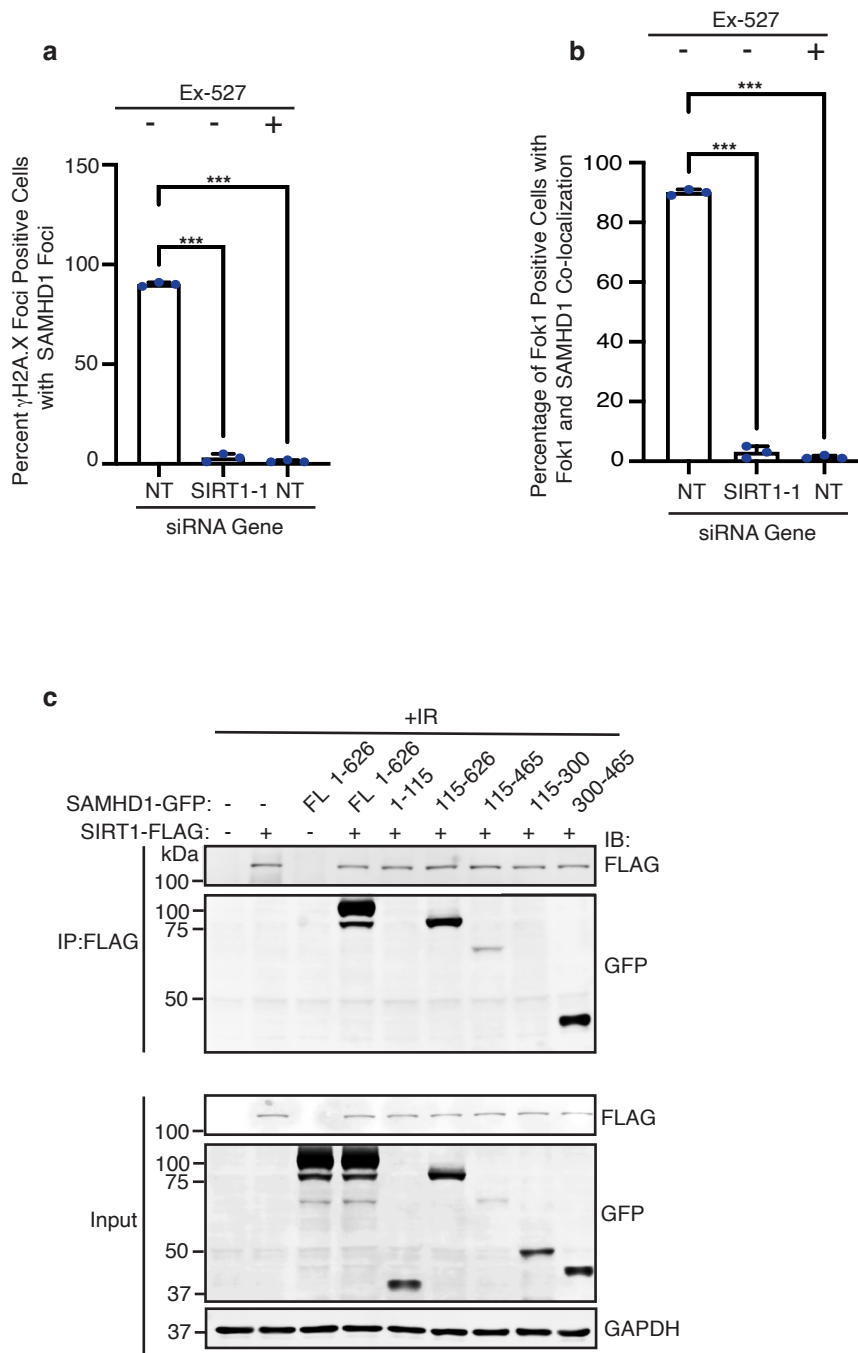 a
Ex-527
- - +
***
***
150
100
50
0
Percent γH2A.X Foci Positive Cells
with SAMHD1 Foci
NT SIRT1-1 NT
siRNA Gene
b
Ex-527
- - +
***
***
100
80
60
40
20
0
Percentage of Fok1 Positive Cells with
Fok1 and SAMHD1 Co-localization
NT SIRT1-1 NT
siRNA Gene
c
+IR
SAMHD1-GFP: - - FL 1-626 FL 1-626 1-115 115-626 115-465 115-300 300-465
SIRT1-FLAG: - + - + + + + + +
IB:
kDa
100
FLAG
IP:FLAG
100
75
50
GFP
100
FLAG
Input
100
75
50
37
GFP
37
GAPDH